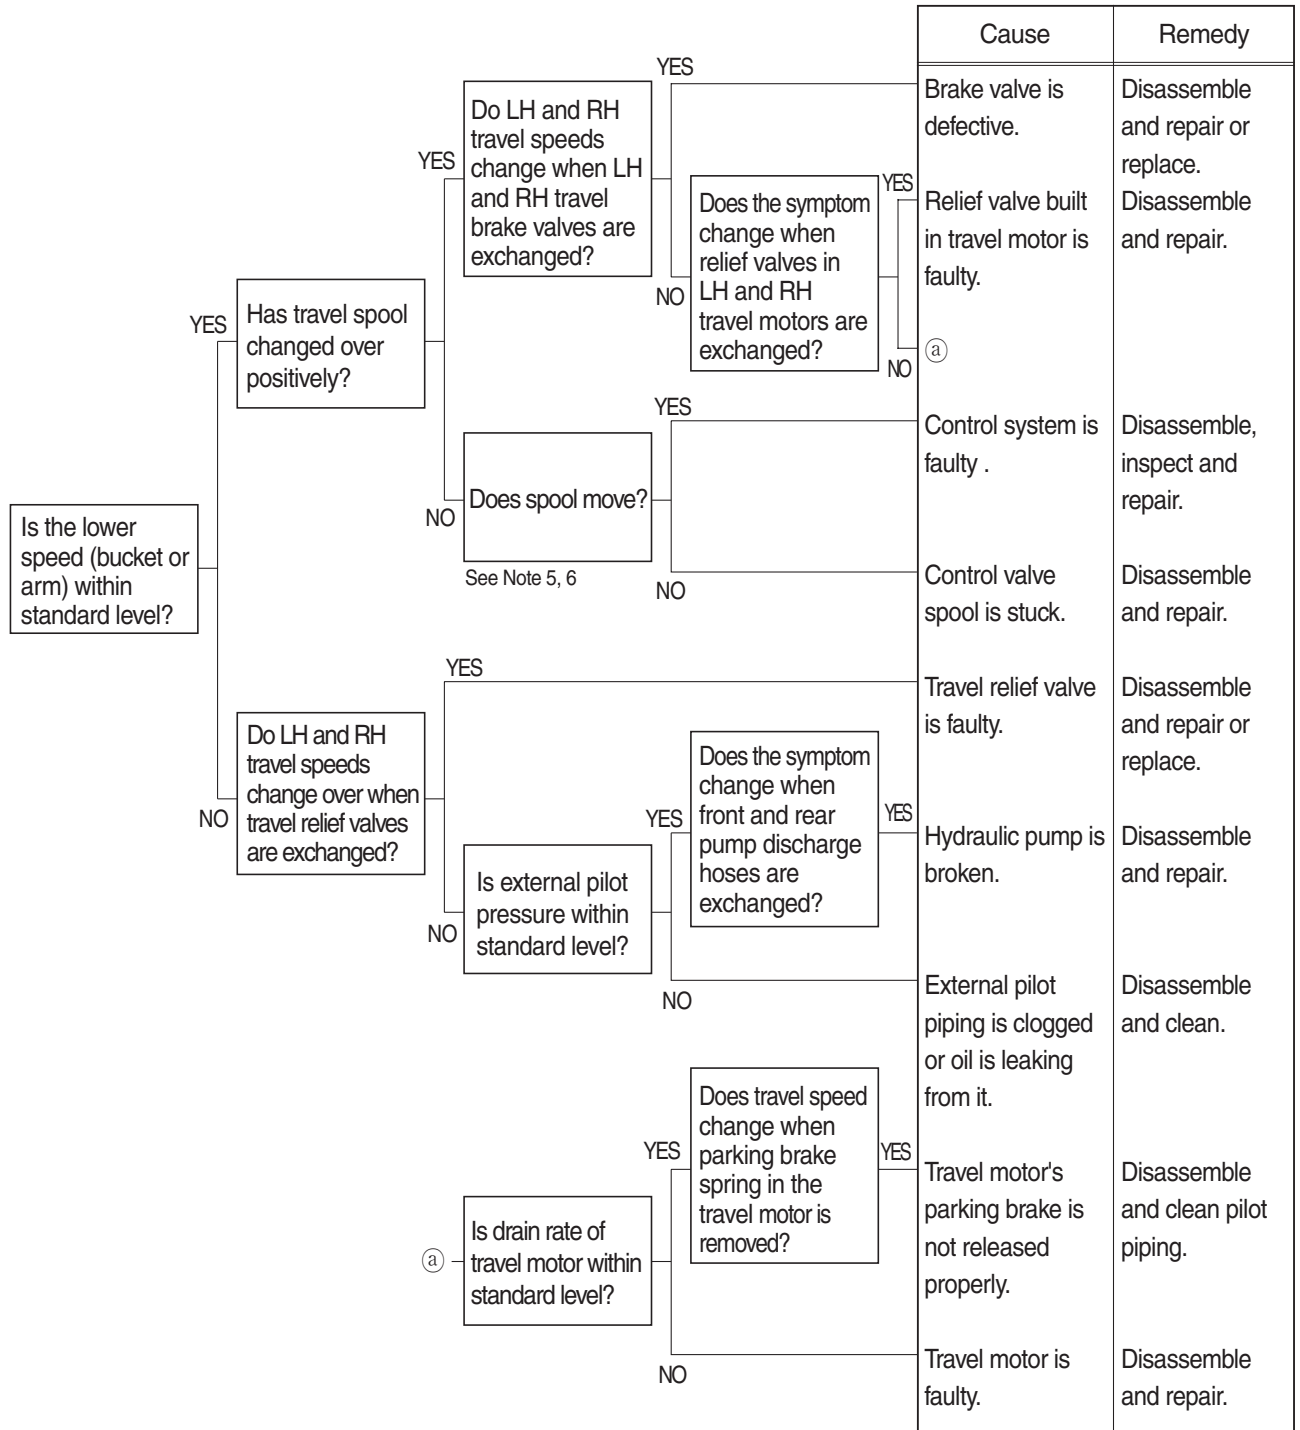 Cause
Remedy
Is the lower
speed (bucket or
arm) within
standard level?
YES
NO
Has travel spool
changed over
positively?
YES
NO
Do LH and RH
travel speeds
change when LH
and RH travel
brake valves are
exchanged?
YES
NO
Brake valve is
defective.
Disassemble
and repair or
replace.
Does the symptom
change when
relief valves in
LH and RH
travel motors are
exchanged?
YES
NO
Relief valve built
in travel motor is
faulty.
Disassemble
and repair.
ⓐ
Does spool move?
See Note 5, 6
YES
NO
Control system is
faulty .
Disassemble,
inspect and
repair.
Control valve
spool is stuck.
Disassemble
and repair.
Do LH and RH
travel speeds
change over when
travel relief valves
are exchanged?
YES
NO
Travel relief valve
is faulty.
Disassemble
and repair or
replace.
Is external pilot
pressure within
standard level?
YES
NO
Does the symptom
change when
front and rear
pump discharge
hoses are
exchanged?
YES
Hydraulic pump is
broken.
Disassemble
and repair.
External pilot
piping is clogged
or oil is leaking
from it.
Disassemble
and clean.
ⓐ
Is drain rate of
travel motor within
standard level?
YES
NO
Does travel speed
change when
parking brake
spring in the
travel motor is
removed?
YES
Travel motor's
parking brake is
not released
properly.
Disassemble
and clean pilot
piping.
Travel motor is
faulty.
Disassemble
and repair.